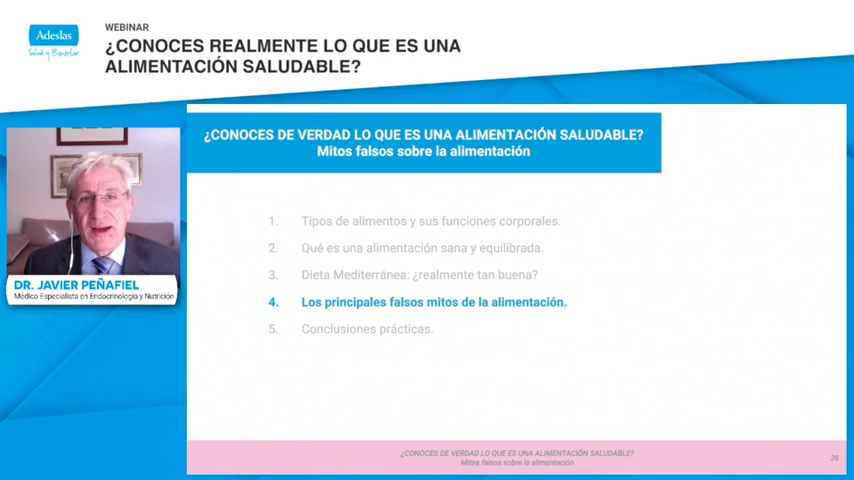 Adeslas
Salud y Bienestar
WEBINAR
¿CONOCES REALMENTE LO QUE ES UNA
ALIMENTACIÓN SALUDABLE?
¿CONOCES DE VERDAD LO QUE ES UNA ALIMENTACIÓN SALUDABLE?
Mitos falsos sobre la alimentación
1. Tipos de alimentos y sus funciones corporales.
2. Qué es una alimentación sana y equilibrada.
3. Dieta Mediterránea: ¿realmente tan buena?
4. Los principales falsos mitos de la alimentación.
5. Conclusiones prácticas.
DR. JAVIER PEÑAFIEL
Médico Especialista en Endocrinología y Nutrición
¿CONOCES DE VERDAD LO QUE ES UNA ALIMENTACIÓN SALUDABLE?
Mitos falsos sobre la alimentación
36